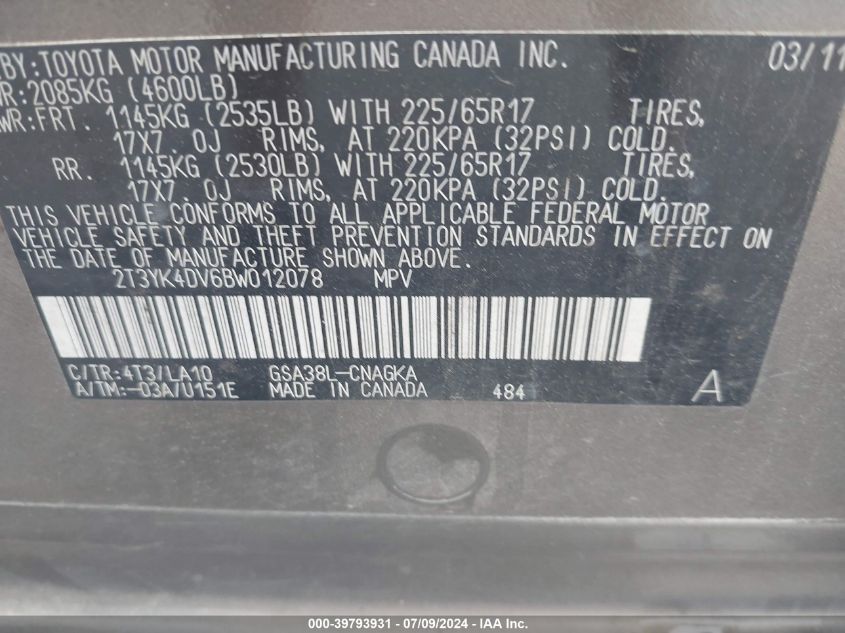 BY:TOYOTA MOTOR MANUFACTURING CANADA INC. 03/11
R:2085KG (4600LB)
WR:FRT. 1145KG (2535LB) WITH 225/65R17 TIRES,
17X7.0J RIMS, AT 220KPA (32PSI) COLD.
RR. 1145KG (2530LB) WITH 225/65R17 TIRES,
17X7.0J RIMS, AT 220KPA (32PSI) COLD.
THIS VEHICLE CONFORMS TO ALL APPLICABLE FEDERAL MOTOR
VEHICLE SAFETY AND THEFT PREVENTION STANDARDS IN EFFECT ON
THE DATE OF MANUFACTURE SHOWN ABOVE.
2T3YK4DV6BW012078 MPV
C/TR:4T3/LA10 GSA38L-CNAGKA
A/TM:-03A/U151E MADE IN CANADA 484 A
000-39793931 - 07/09/2024 - IAA Inc.